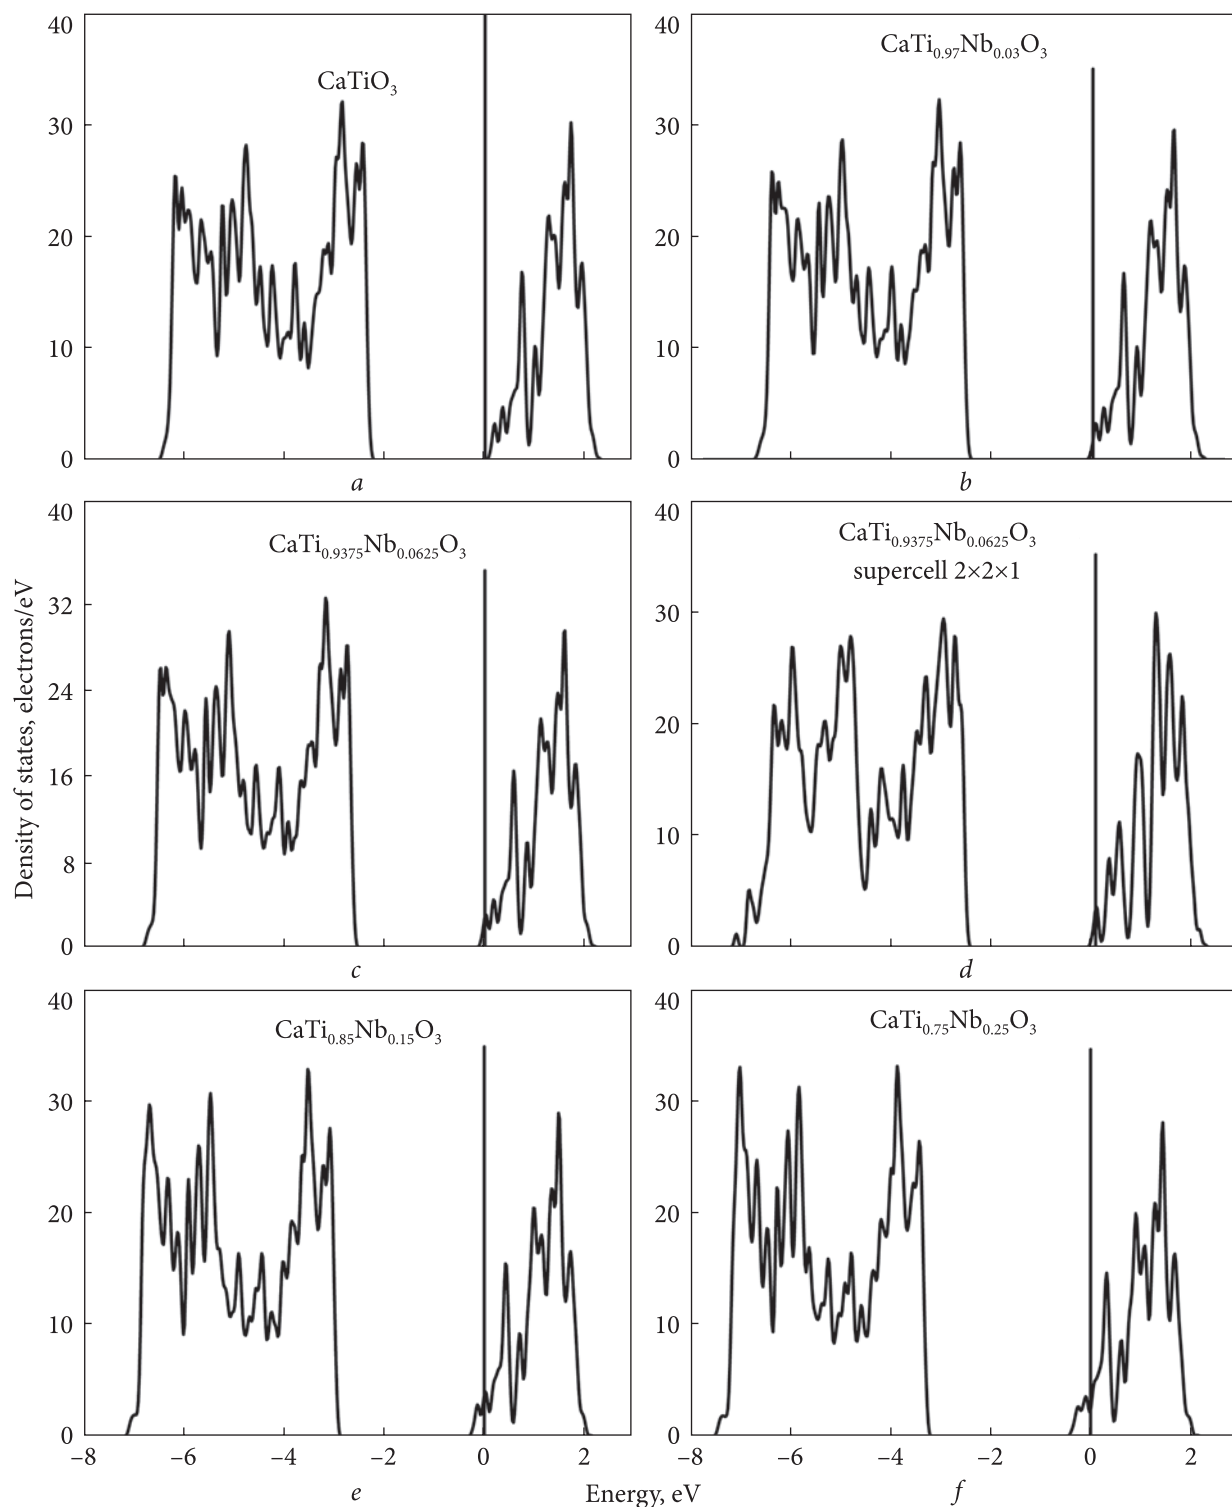 40
30
20
10
0
CaTiO₃
a
40
30
20
10
0
CaTi₀.₉₇Nb₀.₀₃O₃
b
Density of states, electrons/eV
40
32
24
16
8
0
CaTi₀.₉₃₇₅Nb₀.₀₆₂₅O₃
c
40
30
20
10
0
CaTi₀.₉₃₇₅Nb₀.₀₆₂₅O₃
supercell 2×2×1
d
40
30
20
10
0
CaTi₀.₈₅Nb₀.₁₅O₃
–8 –6 –4 –2 0 2
e
40
30
20
10
0
CaTi₀.₇₅Nb₀.₂₅O₃
–8 –6 –4 –2 0 2
f
Energy, eV